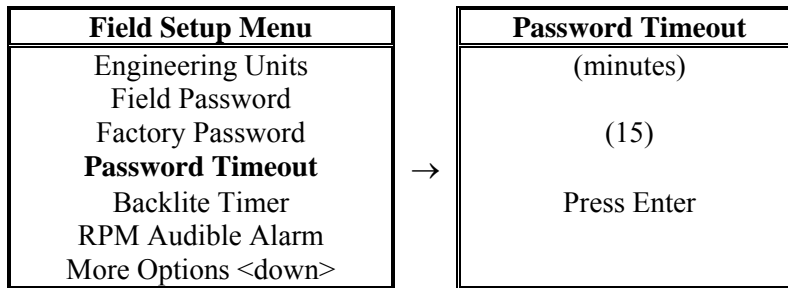 Field Setup Menu
Engineering Units
Field Password
Factory Password
Password Timeout
Backlite Timer
RPM Audible Alarm
More Options <down>
→
Password Timeout
(minutes)
(15)
Press Enter